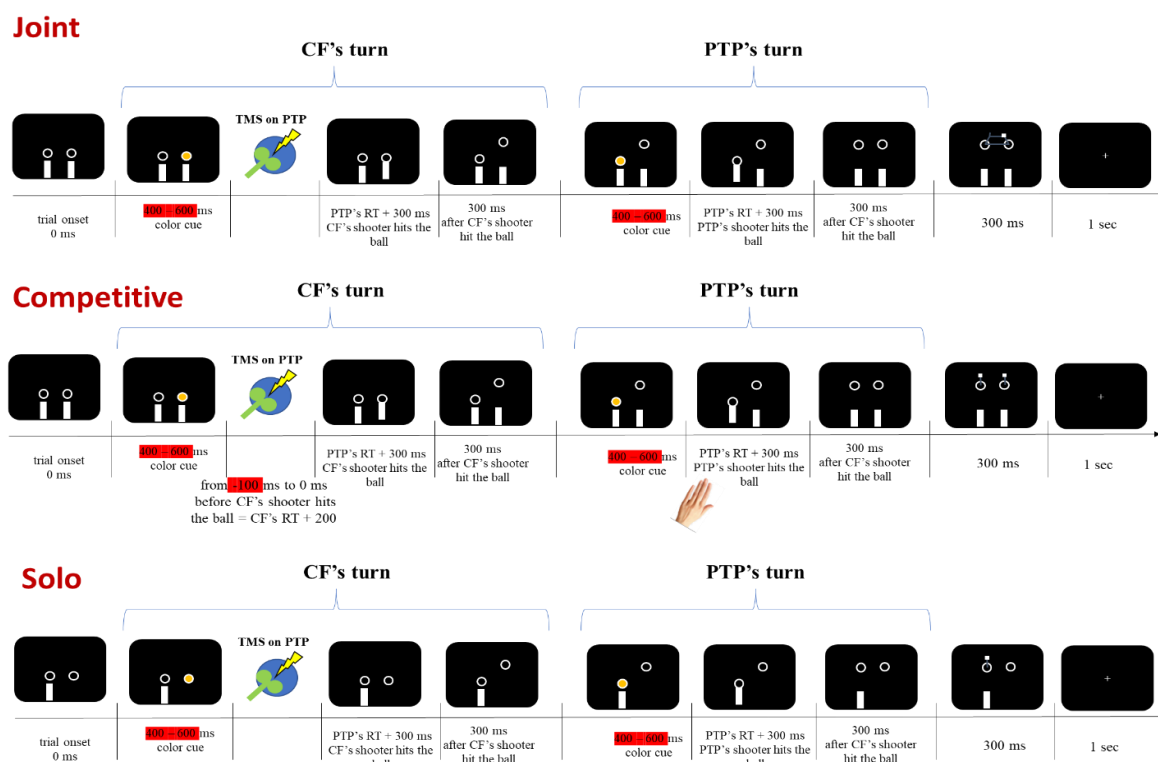 Joint
CF's turn
PTP's turn
TMS on PTP
trial onset
0 ms
400 – 600 ms
color cue
PTP's RT + 300 ms
CF's shooter hits the
ball
300 ms
after CF's shooter
hit the ball
400 – 600 ms
color cue
PTP's RT + 300 ms
PTP's shooter hits the
ball
300 ms
after CF's shooter
hit the ball
300 ms
1 sec
Competitive
CF's turn
PTP's turn
TMS on PTP
trial onset
0 ms
400 – 600 ms
color cue
from -100 ms to 0 ms
before CF's shooter hits
the ball = CF's RT + 200
PTP's RT + 300 ms
CF's shooter hits the
ball
300 ms
after CF's shooter
hit the ball
400 – 600 ms
color cue
PTP's RT + 300 ms
PTP's shooter hits the
ball
300 ms
after CF's shooter
hit the ball
300 ms
1 sec
Solo
CF's turn
PTP's turn
TMS on PTP
trial onset
0 ms
400 – 600 ms
color cue
PTP's RT + 300 ms
CF's shooter hits the
300 ms
after CF's shooter
hit the ball
400 – 600 ms
color cue
PTP's RT + 300 ms
PTP's shooter hits the
300 ms
after CF's shooter
hit the ball
300 ms
1 sec